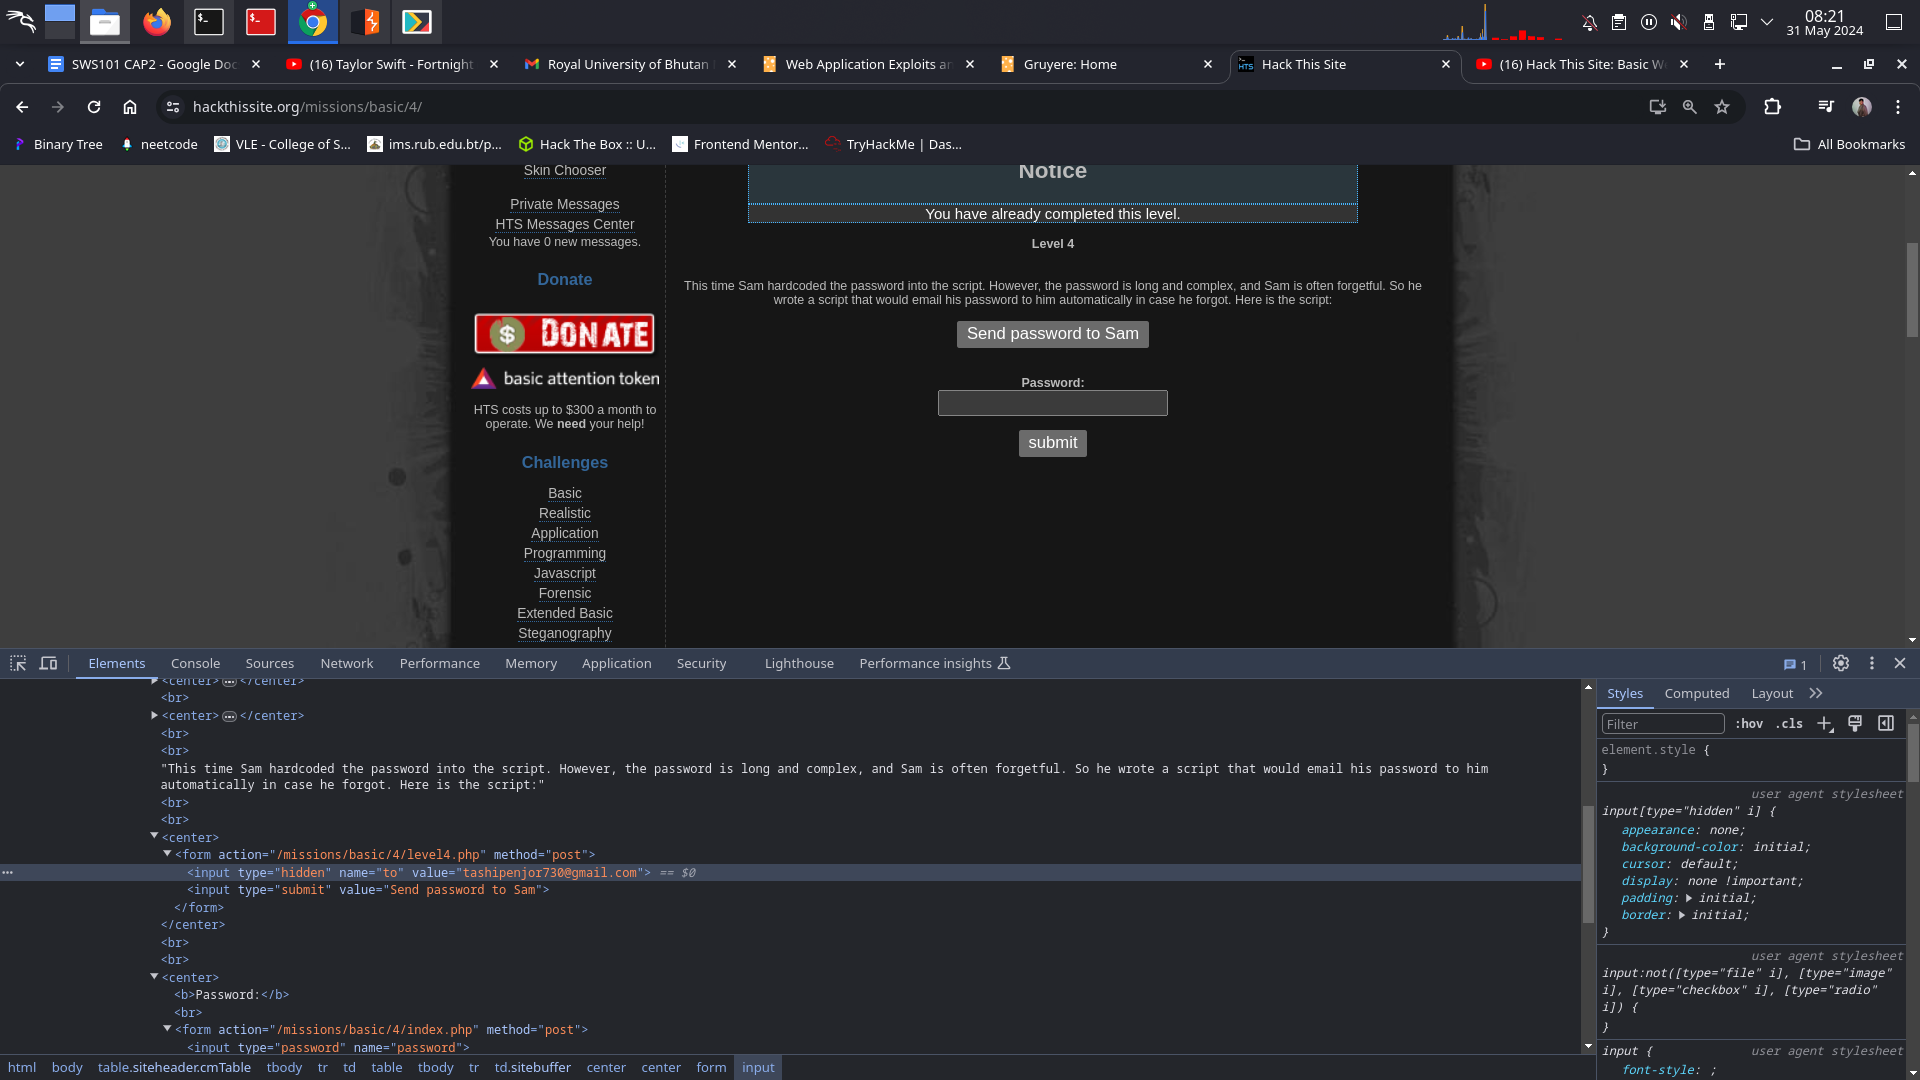 08:21
31 May 2024
SWS101 CAP2 - Google Doc
(16) Taylor Swift - Fortnight
Royal University of Bhutan
Web Application Exploits an
Gruyere: Home
Hack This Site
(16) Hack This Site: Basic W
hackthissite.org/missions/basic/4/
Binary Tree
neetcode
VLE - College of S...
ims.rub.edu.bt/p...
Hack The Box :: U...
Frontend Mentor...
TryHackMe | Das...
All Bookmarks
Skin Chooser
Private Messages
HTS Messages Center
You have 0 new messages.
Donate
$ DONATE
basic attention token
HTS costs up to $300 a month to
operate. We need your help!
Challenges
Basic
Realistic
Application
Programming
Javascript
Forensic
Extended Basic
Steganography
Notice
You have already completed this level.
Level 4
This time Sam hardcoded the password into the script. However, the password is long and complex, and Sam is often forgetful. So he
wrote a script that would email his password to him automatically in case he forgot. Here is the script:
Send password to Sam
Password:
submit
Elements Console Sources Network Performance Memory Application Security Lighthouse Performance insights 1
<center> … </center>
<br>
<center> … </center>
<br>
<br>
"This time Sam hardcoded the password into the script. However, the password is long and complex, and Sam is often forgetful. So he wrote a script that would email his password to him
automatically in case he forgot. Here is the script:"
<br>
<br>
<center>
<form action="/missions/basic/4/level4.php" method="post">
<input type="hidden" name="to" value="tashipenjor730@gmail.com"> == $0
<input type="submit" value="Send password to Sam">
</form>
</center>
<br>
<br>
<center>
<b>Password:</b>
<br>
<form action="/missions/basic/4/index.php" method="post">
<input type="password" name="password">
html body table.siteheader.cmTable tbody tr td table tbody tr td.sitebuffer center center form input
Styles Computed Layout
Filter :hov .cls
element.style {
}
user agent stylesheet
input[type="hidden" i] {
appearance: none;
background-color: initial;
cursor: default;
display: none !important;
padding: initial;
border: initial;
}
user agent stylesheet
input:not([type="file" i], [type="image"
i], [type="checkbox" i], [type="radio"
i]) {
}
input { user agent stylesheet
font-style: ;